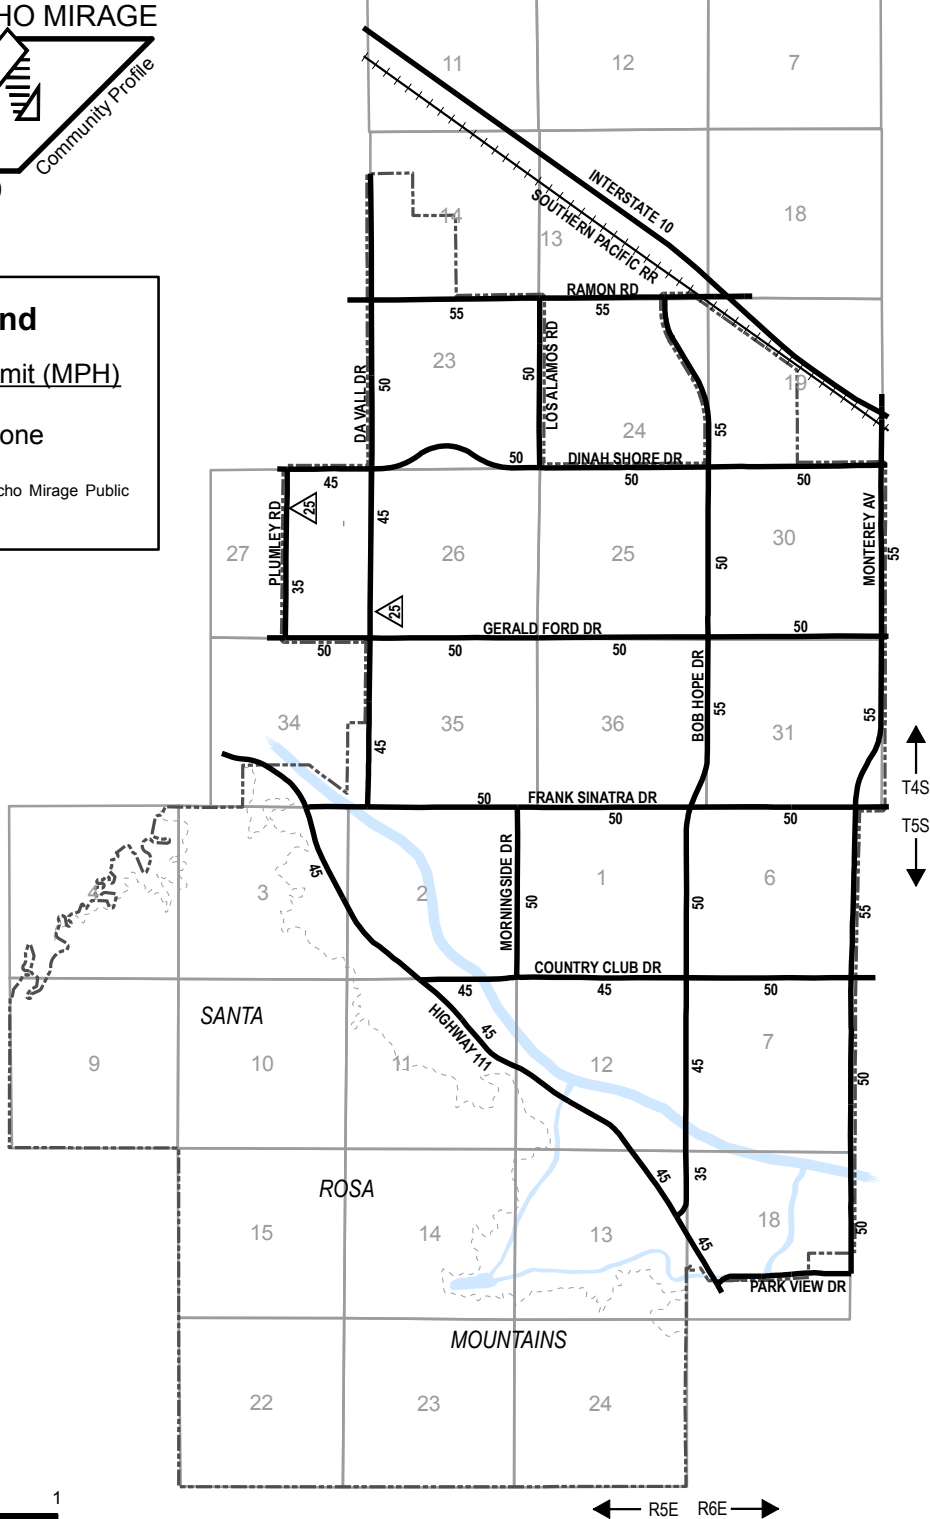 HO MIRAGE
Community Profile
)
nd
mit (MPH)
one
cho Mirage Public
11
12
7
INTERSTATE 10
SOUTHERN PACIFIC RR
14
13
18
RAMON RD
55
55
23
50
DA VALL DR
50
LOS ALAMOS RD
24
55
19
50
DINAH SHORE DR
45
50
50
PLUMLEY RD
25
45
MONTEREY AV
55
27
26
25
30
50
35
25
GERALD FORD DR
50
50
50
50
BOB HOPE DR
34
35
36
55
31
55
45
T4S
50
FRANK SINATRA DR
50
50
T5S
45
4
3
2
MORNINGSIDE DR
50
1
50
6
55
COUNTRY CLUB DR
45
45
50
SANTA
HIGHWAY 111
45
9
10
11
12
45
7
50
ROSA
45
35
15
14
13
45
18
50
PARK VIEW DR
MOUNTAINS
22
23
24
1
R5E R6E